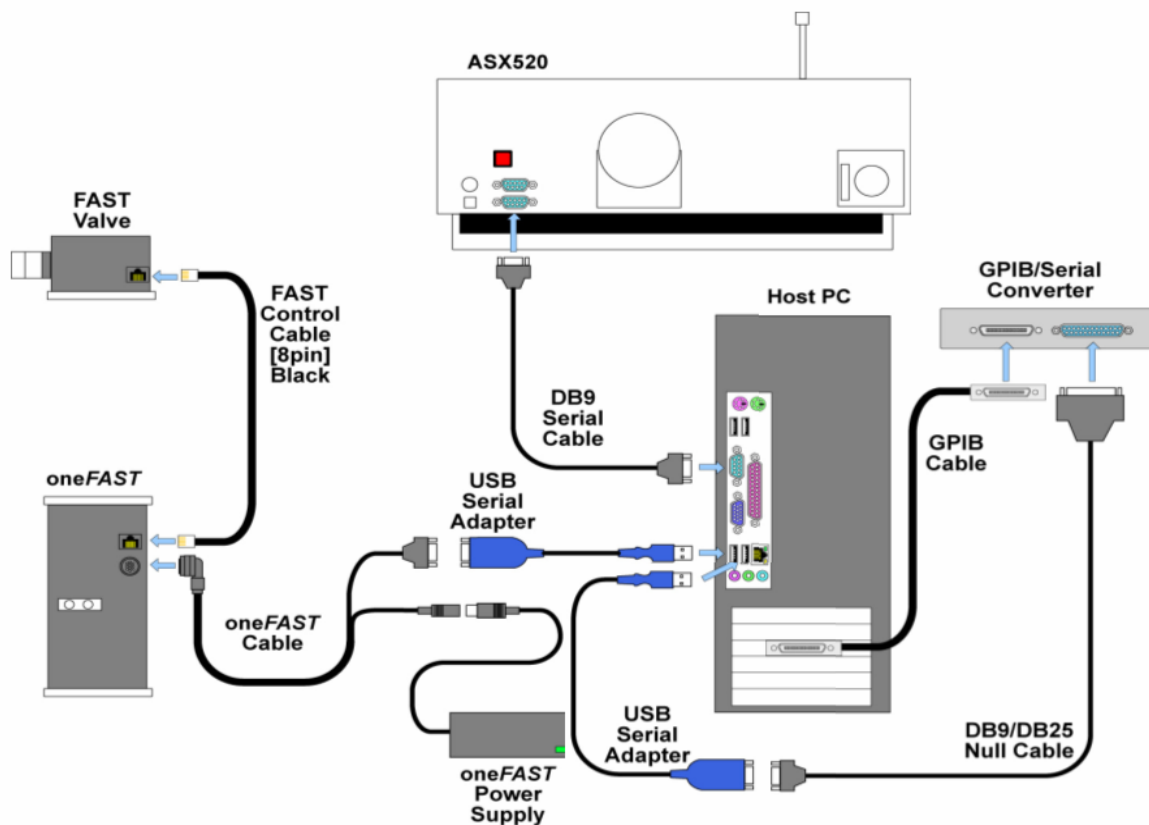 ASX520
FAST
Valve
FAST
Control
Cable
[8pin]
Black
Host PC
GPIB/Serial
Converter
DB9
Serial
Cable
GPIB
Cable
oneFAST
USB
Serial
Adapter
oneFAST
Cable
USB
Serial
Adapter
DB9/DB25
Null Cable
oneFAST
Power
Supply